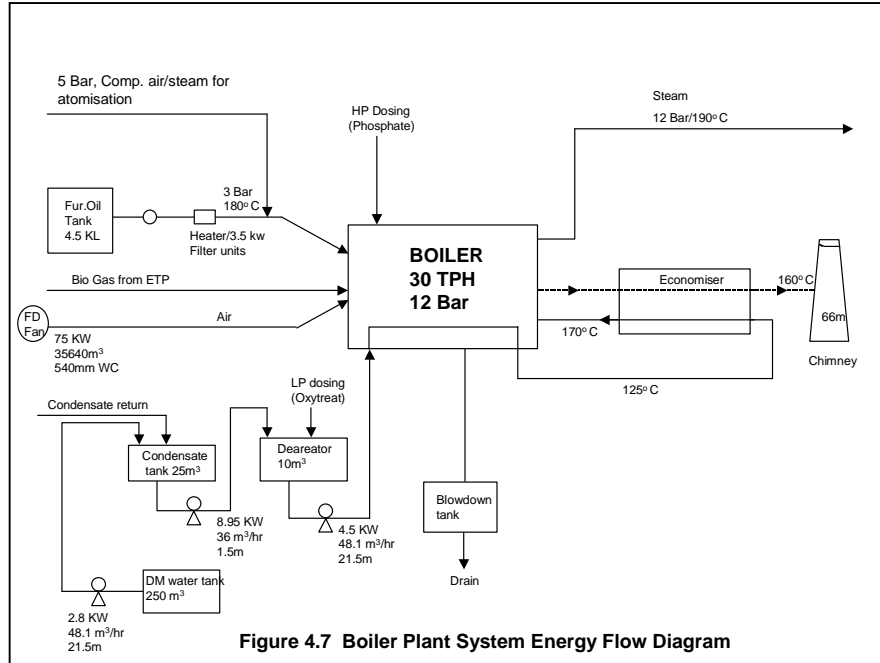 5 Bar, Comp. air/steam for
atomisation
HP Dosing
(Phosphate)
Steam
12 Bar/190º C
Fur.Oil
Tank
4.5 KL
3 Bar
180º C
Heater/3.5 kw
Filter units
BOILER
30 TPH
12 Bar
Economiser
160º C
66m
Chimney
Bio Gas from ETP
FD
Fan
Air
75 KW
35640m³
540mm WC
170º C
125º C
LP dosing
(Oxytreat)
Condensate return
Condensate
tank 25m³
Deareator
10m³
Blowdown
tank
8.95 KW
36 m³/hr
1.5m
4.5 KW
48.1 m³/hr
21.5m
Drain
DM water tank
250 m³
2.8 KW
48.1 m³/hr
21.5m
Figure 4.7 Boiler Plant System Energy Flow Diagram